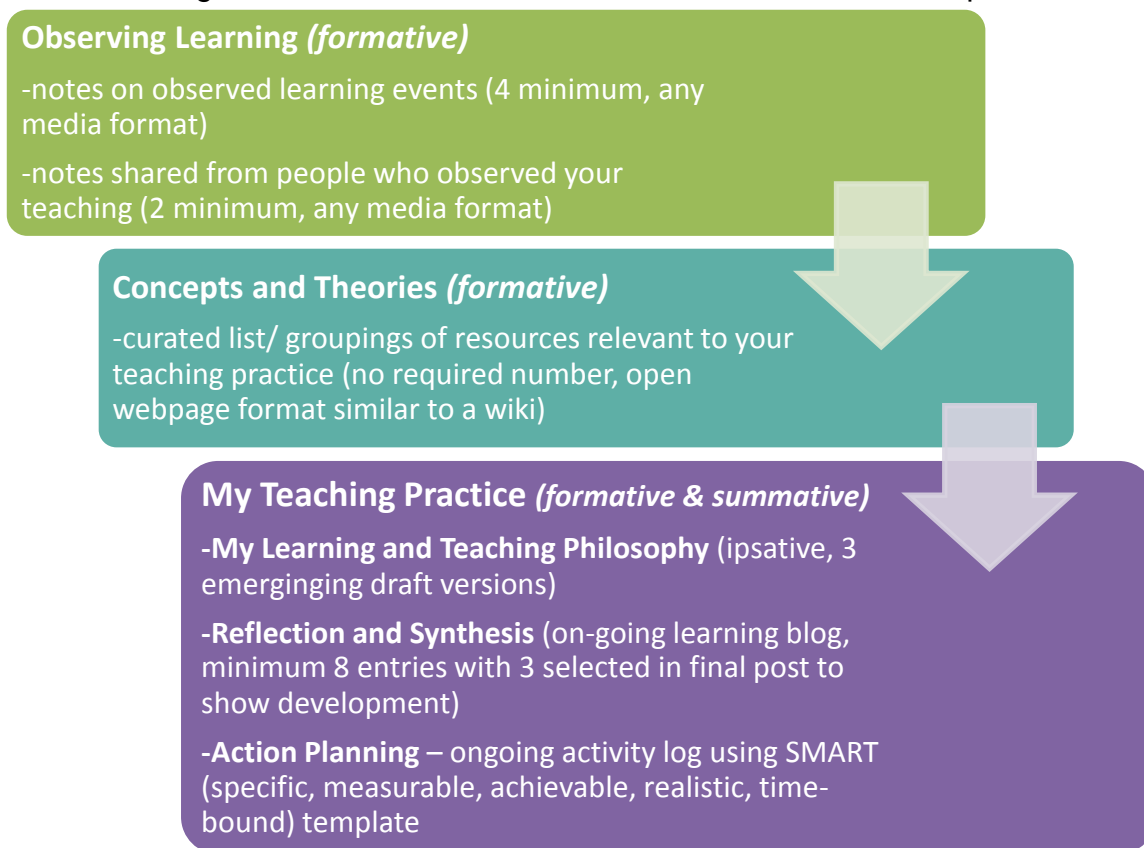 Observing Learning (formative)
-notes on observed learning events (4 minimum, any
media format)
-notes shared from people who observed your
teaching (2 minimum, any media format)
Concepts and Theories (formative)
-curated list/ groupings of resources relevant to your
teaching practice (no required number, open
webpage format similar to a wiki)
My Teaching Practice (formative & summative)
-My Learning and Teaching Philosophy (ipsative, 3
emerginging draft versions)
-Reflection and Synthesis (on-going learning blog,
minimum 8 entries with 3 selected in final post to
show development)
-Action Planning – ongoing activity log using SMART
(specific, measurable, achievable, realistic, time-
bound) template